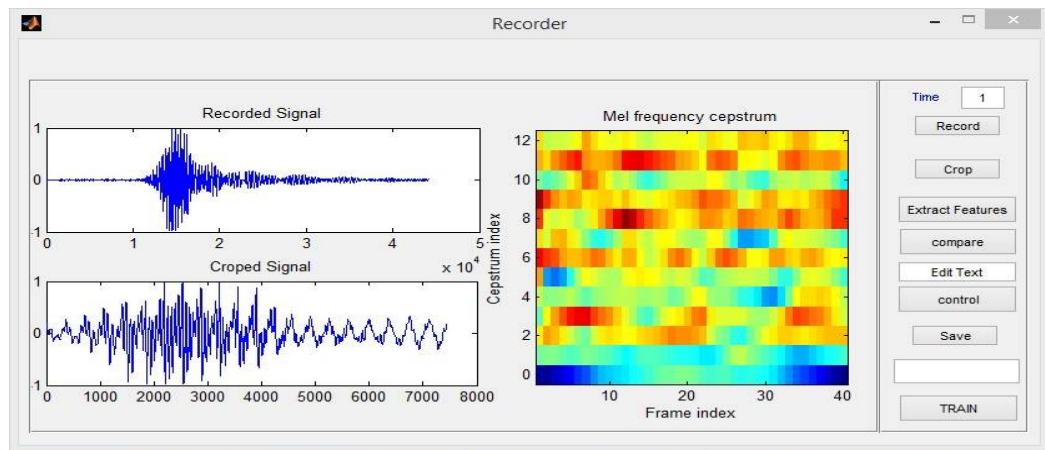 Recorder
Recorded Signal
1
0
-1
0 1 2 3 4 5
x 10^4
Croped Signal
1
0
-1
0 1000 2000 3000 4000 5000 6000 7000 8000
Mel frequency cepstrum
Cepstrum index
12
10
8
6
4
2
0
10 20 30 40
Frame index
Time 1
Record
Crop
Extract Features
compare
Edit Text
control
Save
TRAIN